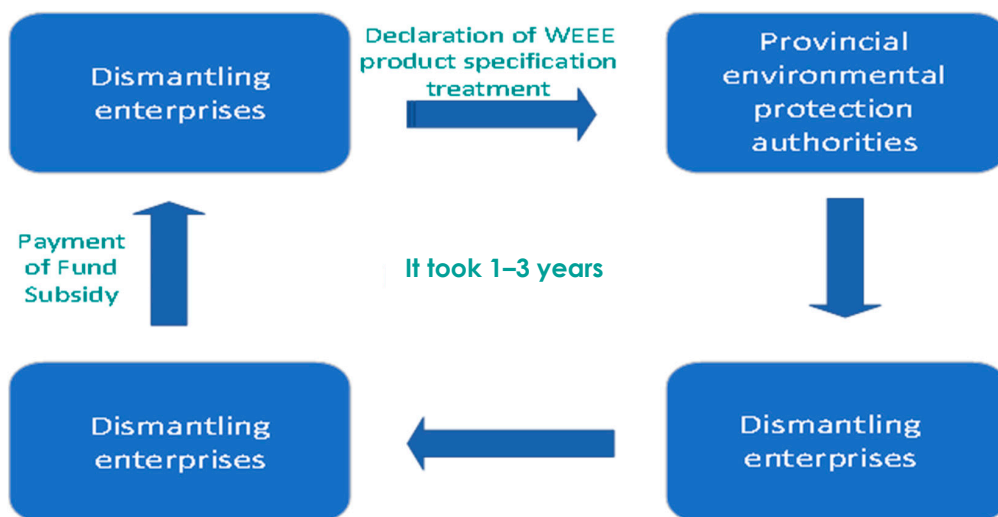 Dismantling
enterprises
Declaration of WEEE
product specification
treatment
Provincial
environmental
protection
authorities
Payment
of Fund
Subsidy
It took 1–3 years
Dismantling
enterprises
Dismantling
enterprises